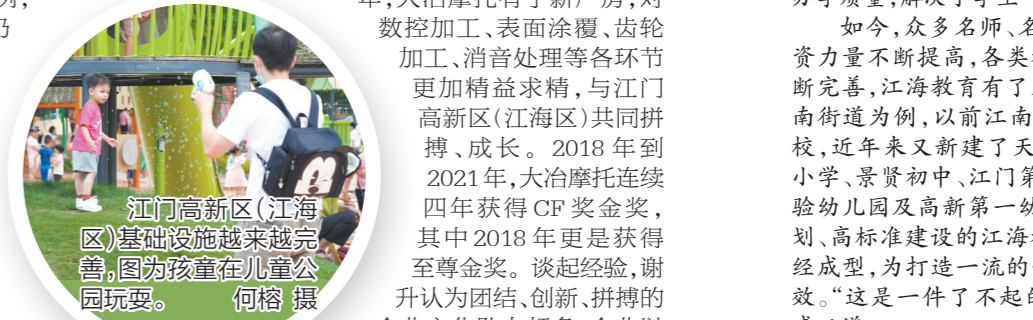 江门高新区(江海
区)基础设施越来越完
善,图为孩童在儿童公
园玩耍。 何榕 摄
年,大冶摩托有了新厂房,对
数控加工、表面涂覆、齿轮
加工、消音处理等各环节
更加精益求精,与江门
高新区(江海区)共同拼
搏、成长。2018年到
2021年,大冶摩托连续
四年获得CF奖金奖,
其中2018年更是获得
至尊金奖。谈起经验,谢
升认为团结、创新、拼搏的
如今,众多名师、名
资力量不断提高,各类
断完善,江海教育有了
南街道为例,以前江南
校,近年来又新建了天
小学、景贤初中、江门第
验幼儿园及高新第一幼
划、高标准建设的江海
经成型,为打造一流的
效。“这是一件了不起的